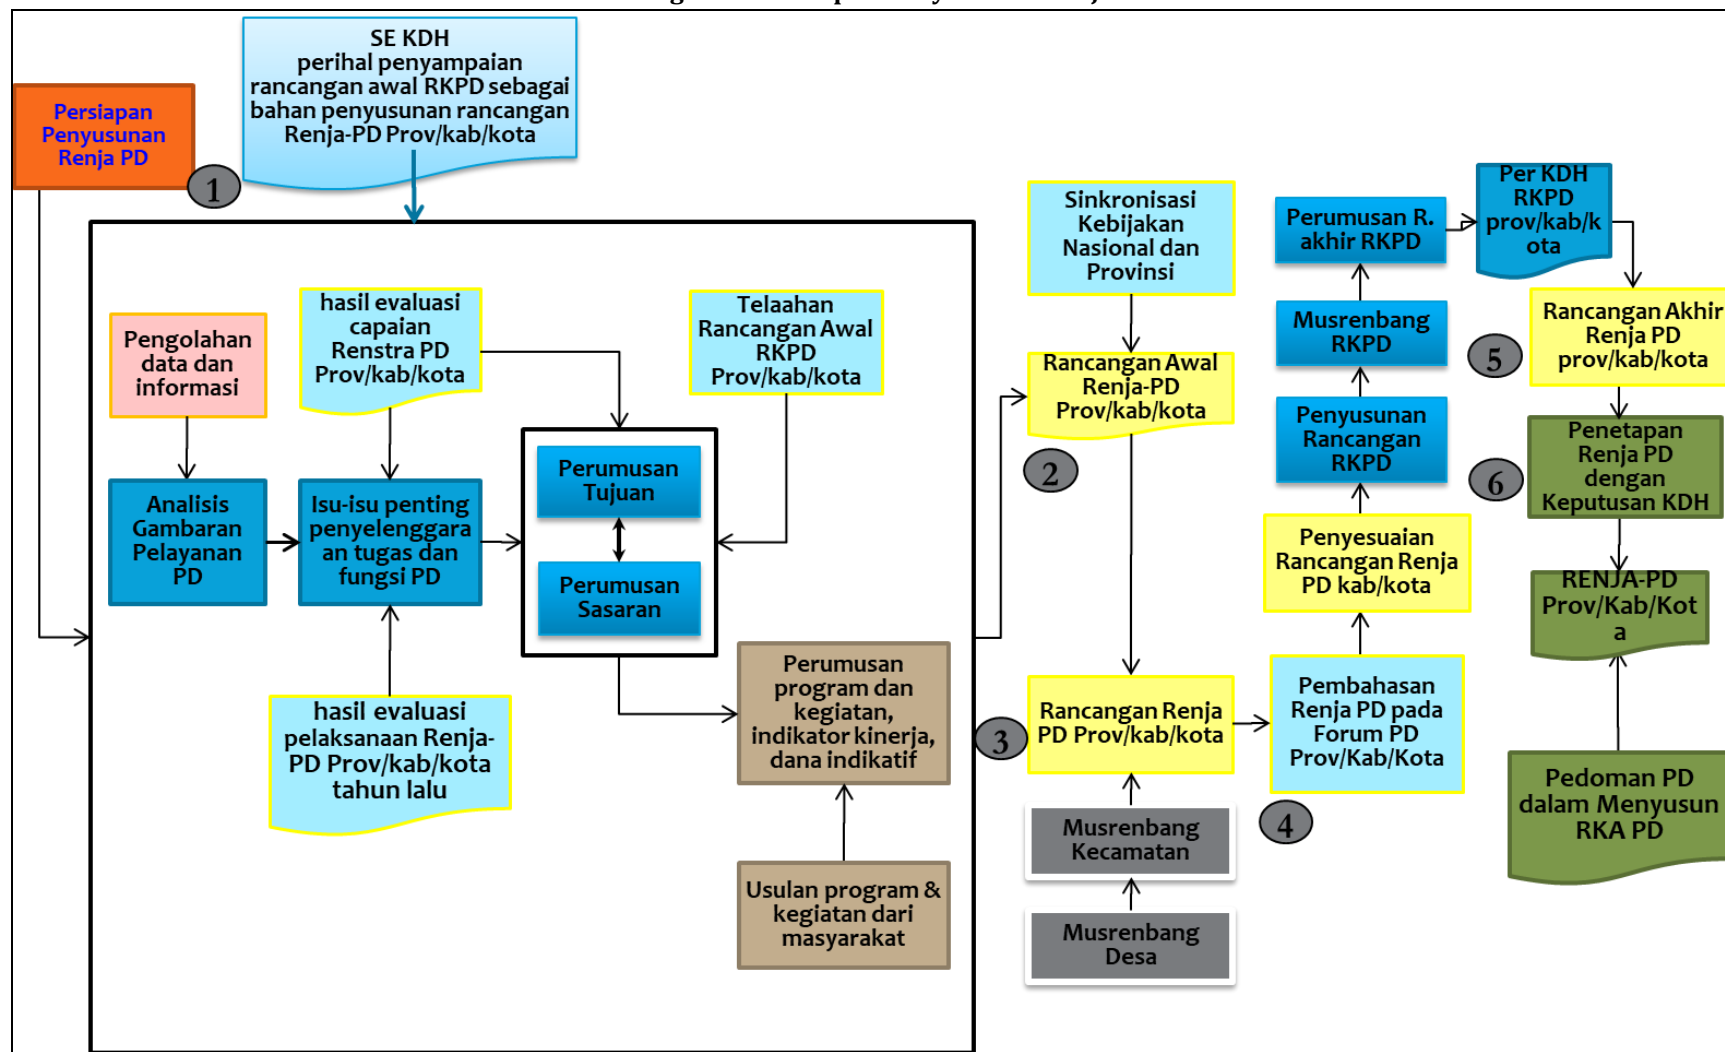 SE KDH
perihal penyampaian
rancangan awal RKPD sebagai
bahan penyusunan rancangan
Renja-PD Prov/kab/kota
Persiapan
Penyusunan
Renja PD
1
Pengolahan
data dan
informasi
hasil evaluasi
capaian
Renstra PD
Prov/kab/kota
Telaahan
Rancangan Awal
RKPD
Prov/kab/kota
Analisis
Gambaran
Pelayanan
PD
Isu-isu penting
penyelenggara
an tugas dan
fungsi PD
Perumusan
Tujuan
Perumusan
Sasaran
hasil evaluasi
pelaksanaan Renja-
PD Prov/kab/kota
tahun lalu
Perumusan
program dan
kegiatan,
indikator kinerja,
dana indikatif
Usulan program &
kegiatan dari
masyarakat
Sinkronisasi
Kebijakan
Nasional dan
Provinsi
Rancangan Awal
Renja-PD
Prov/kab/kota
2
Rancangan Renja
PD Prov/kab/kota
3
Musrenbang
Kecamatan
Musrenbang
Desa
Pembahasan
Renja PD pada
Forum PD
Prov/Kab/Kota
4
Penyesuaian
Rancangan Renja
PD kab/kota
Penyusunan
Rancangan
RKPD
Musrenbang
RKPD
Perumusan R.
akhir RKPD
Per KDH
RKPD
prov/kab/k
ota
Rancangan Akhir
Renja PD
prov/kab/kota
5
Penetapan
Renja PD
dengan
Keputusan KDH
6
RENJA-PD
Prov/Kab/Kot
a
Pedoman PD
dalam Menyusun
RKA PD